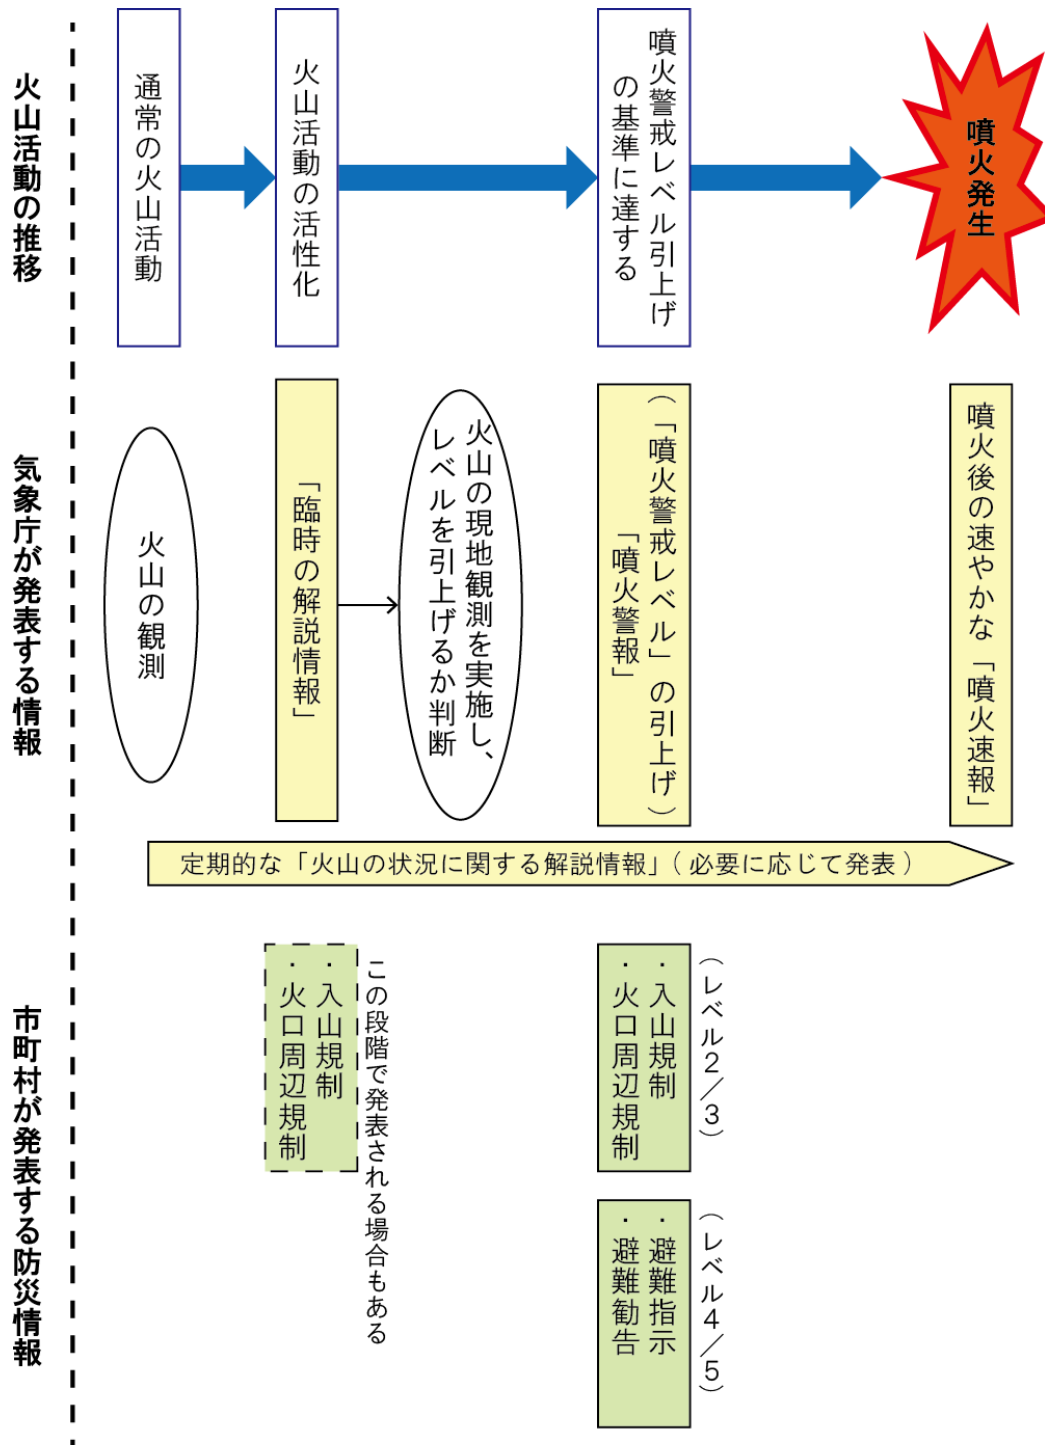 火山活動の推移
通常の火山活動
火山活動の活性化
噴火警戒レベル引上げ
の基準に達する
噴火発生
気象庁が発表する情報
火山の観測
「臨時の解説情報」
火山の現地観測を実施し、
レベルを引上げるか判断
(「噴火警戒レベル」の引上げ)
「噴火警報」
噴火後の速やかな「噴火速報」
定期的な「火山の状況に関する解説情報」( 必要に応じて発表 )
市町村が発表する防災情報
・入山規制
・火口周辺規制
この段階で発表される場合もある
(レベル2/3)
・入山規制
・火口周辺規制
(レベル4/5)
・避難指示
・避難勧告